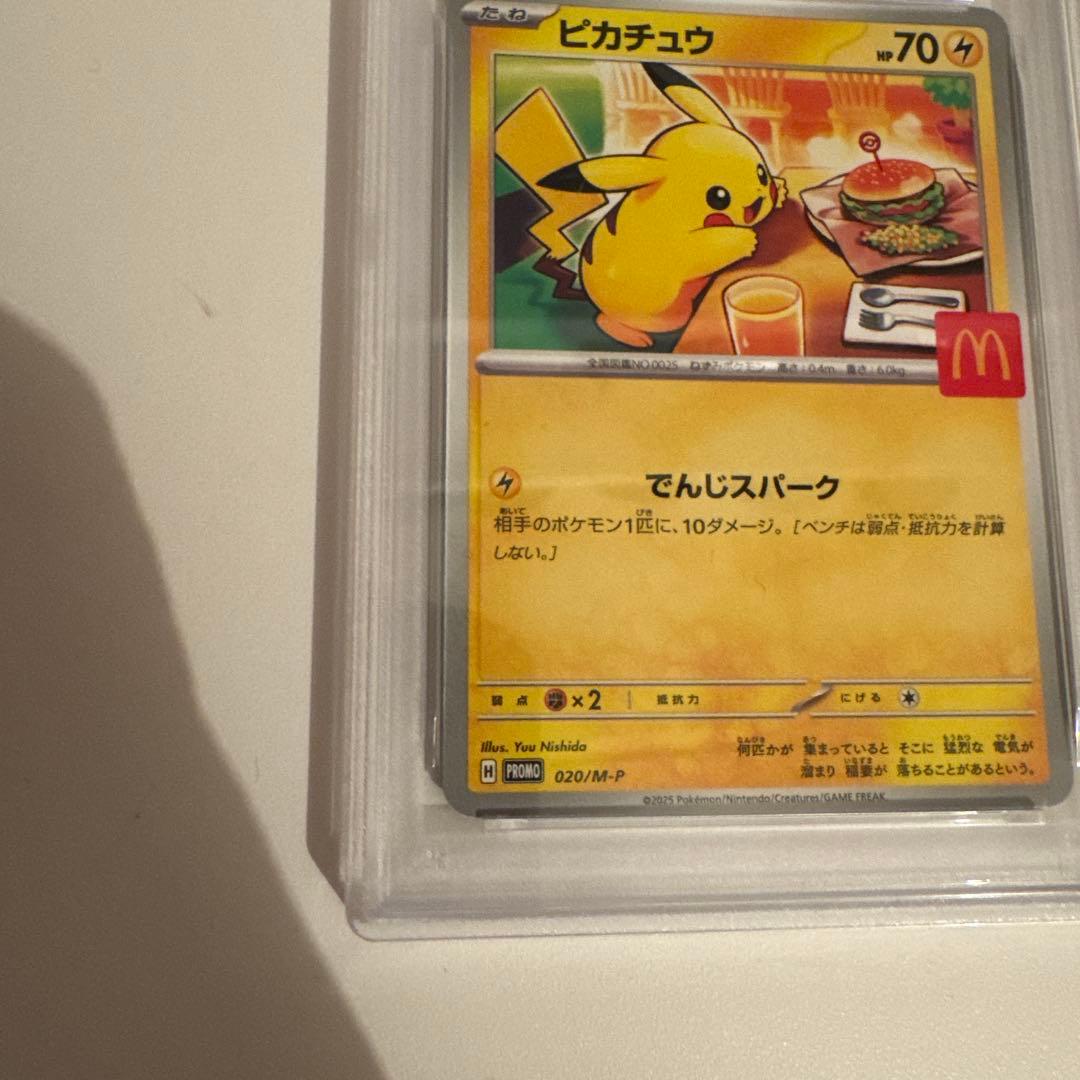 たね
ピカチュウ
HP70
全国図鑑NO0025 ねずみポケモン 高さ:0.4m 重さ:6.0kg
M
でんじスパーク
相手のポケモン1匹に、10ダメージ。[ベンチは弱点・抵抗力を計算
しない。]
弱点 ×2 抵抗力 にげる
Illus. Yuu Nishida
何匹かが 集まっていると そこに 猛烈な 電気が
溜まり 稲妻が 落ちることがあるという。
H PROMO 020/M-P
©2025 Pokémon/Nintendo/Creatures/GAME FREAK.